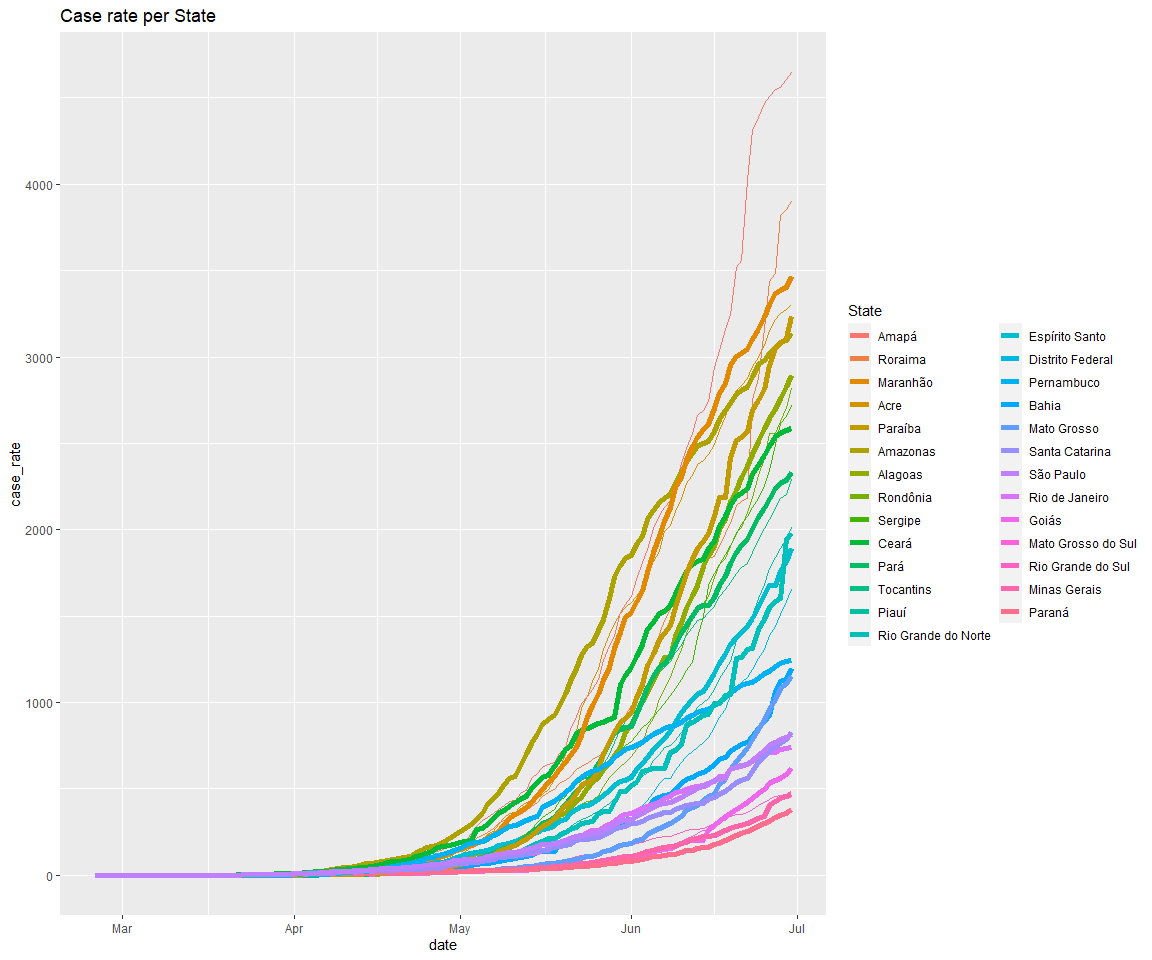 Case rate per State
case_rate
4000
3000
2000
1000
0
Mar
Apr
May
Jun
Jul
date
State
Amapá
Roraima
Maranhão
Acre
Paraíba
Amazonas
Alagoas
Rondônia
Sergipe
Ceará
Pará
Tocantins
Piauí
Rio Grande do Norte
Espírito Santo
Distrito Federal
Pernambuco
Bahia
Mato Grosso
Santa Catarina
São Paulo
Rio de Janeiro
Goiás
Mato Grosso do Sul
Rio Grande do Sul
Minas Gerais
Paraná